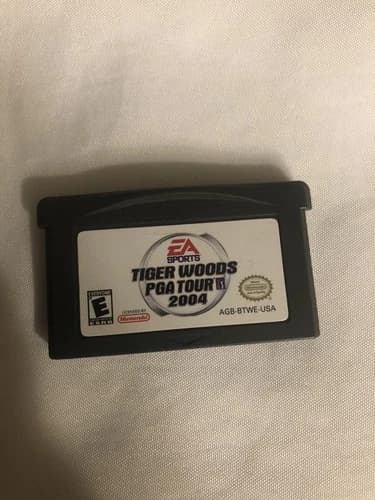 EA
SPORTS
TIGER WOODS
PGA TOUR
2004
EVERYONE
E
LICENSED BY
Nintendo
AGB-BTWE-USA